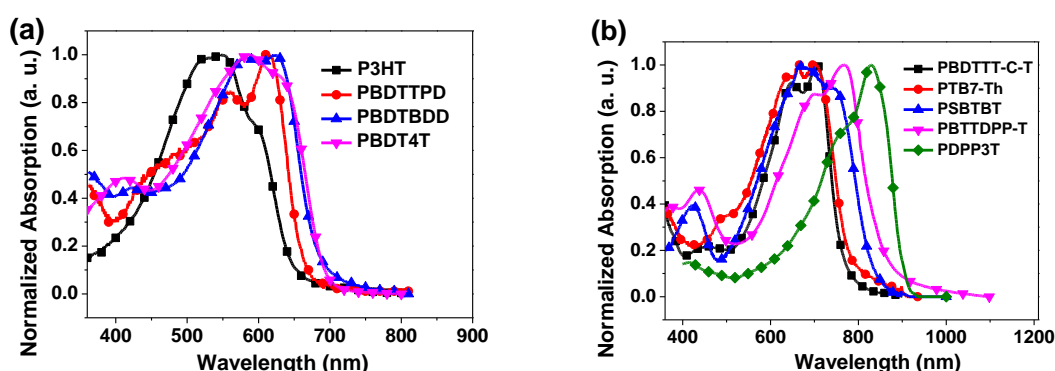 (a)
Normalized Absorption (a. u.)
1.0
0.8
0.6
0.4
0.2
0.0
P3HT
PBDTTPD
PBDTBDD
PBDT4T
400 500 600 700 800 900
Wavelength (nm)
(b)
Normalized Absorption (a. u.)
1.0
0.8
0.6
0.4
0.2
0.0
PBDTTT-C-T
PTB7-Th
PSBTBT
PBTTDPP-T
PDPP3T
400 600 800 1000 1200
Wavelength (nm)